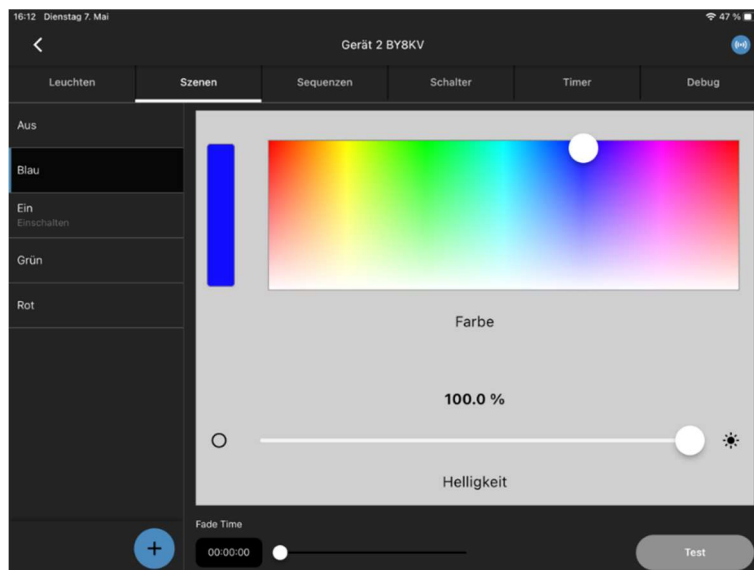 16:12 Dienstag 7. Mai
47 %
Gerät 2 BY8KV
Leuchten
Szenen
Sequenzen
Schalter
Timer
Debug
Aus
Blau
Ein
Einschalten
Grün
Rot
Farbe
100.0 %
Helligkeit
Fade Time
00:00:00
Test